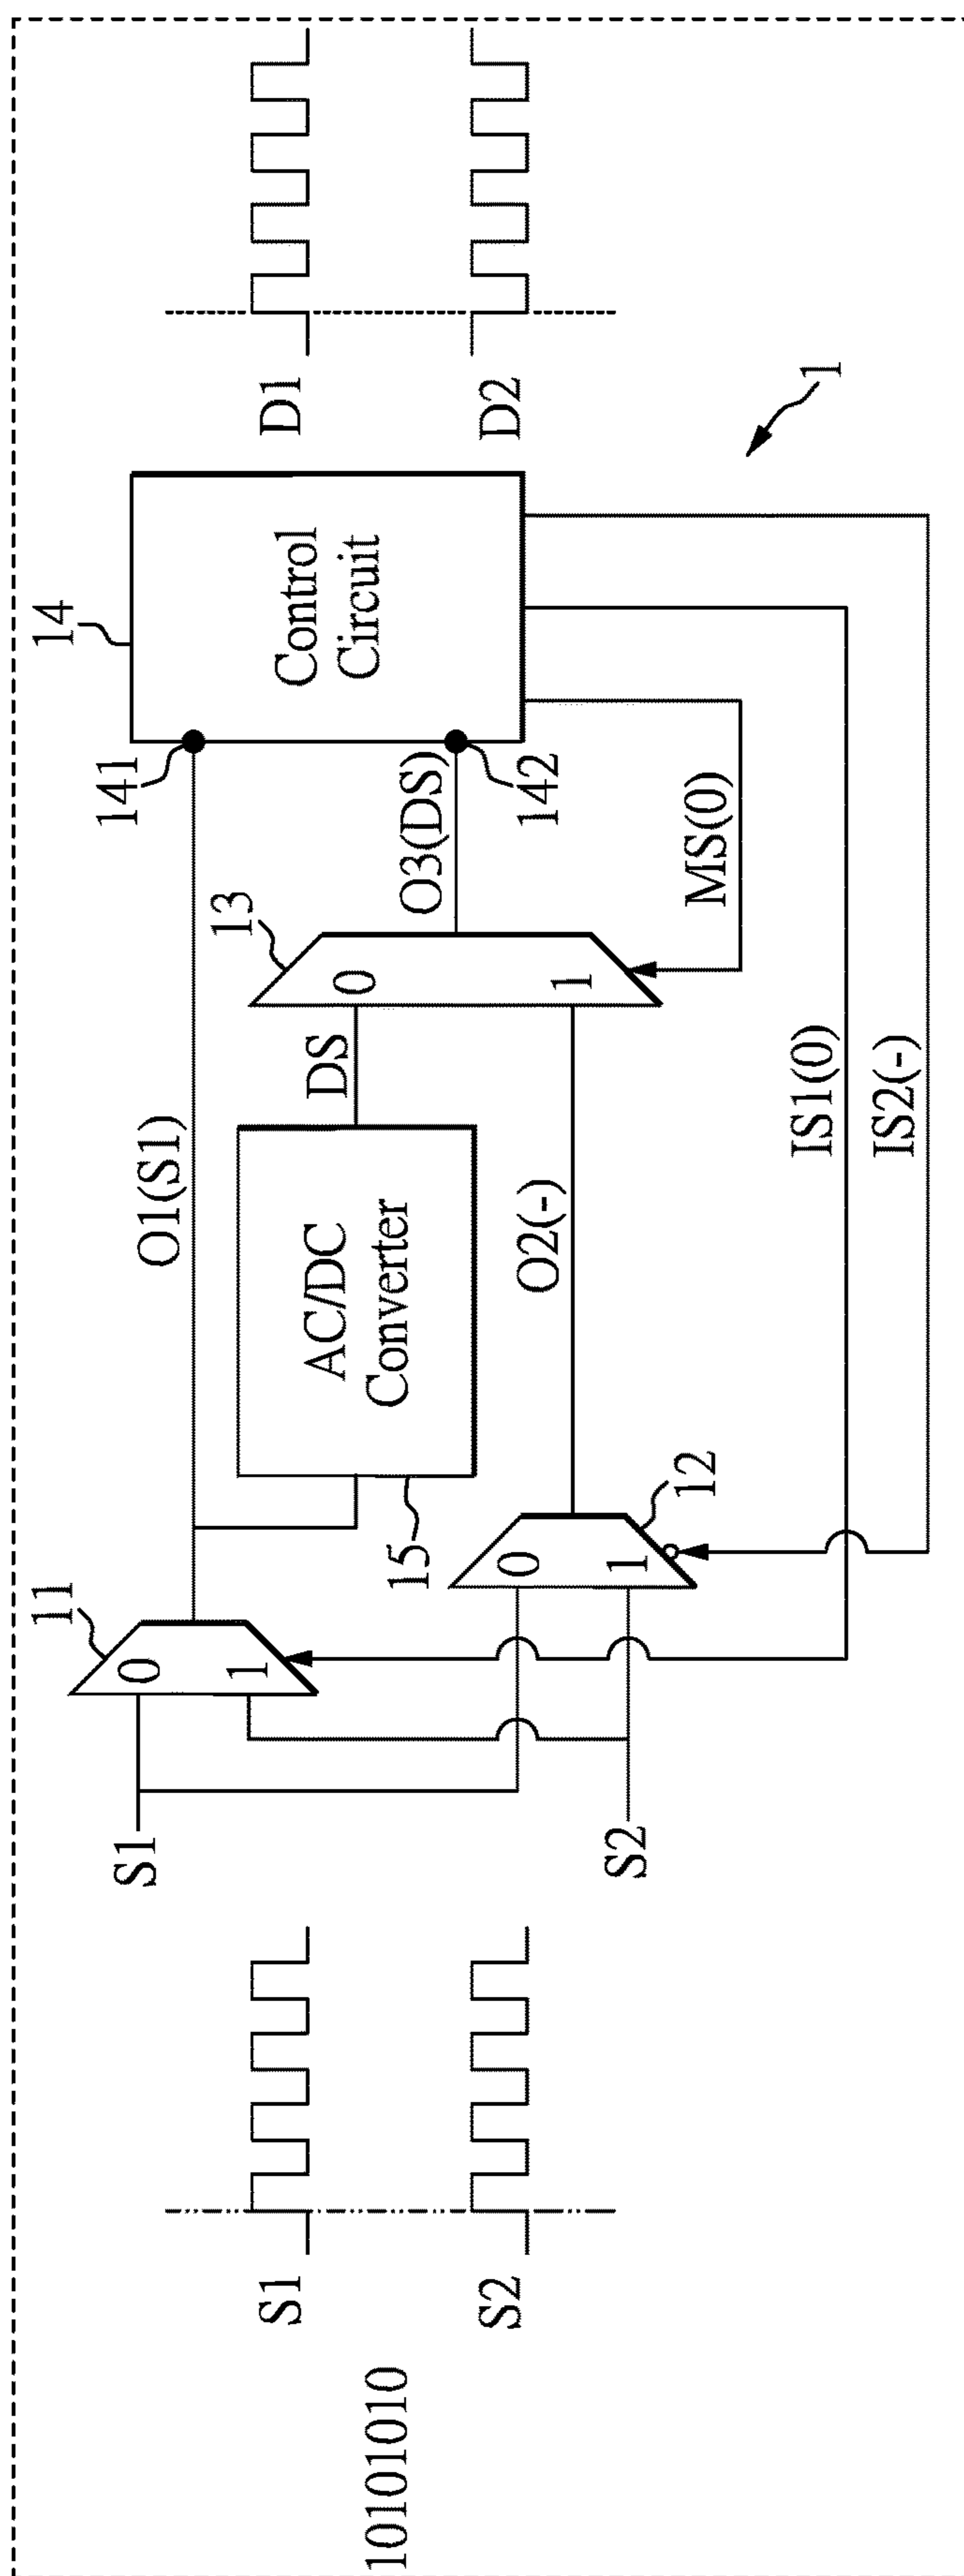 10101010
S1
S2
S1
S2
11
0
1
0
1
12
15
AC/DC
Converter
O1(S1)
O2(-)
DS
13
0
1
O3(DS)
MS(0)
IS1(0)
IS2(-)
141
142
14
Control
Circuit
D1
D2
1